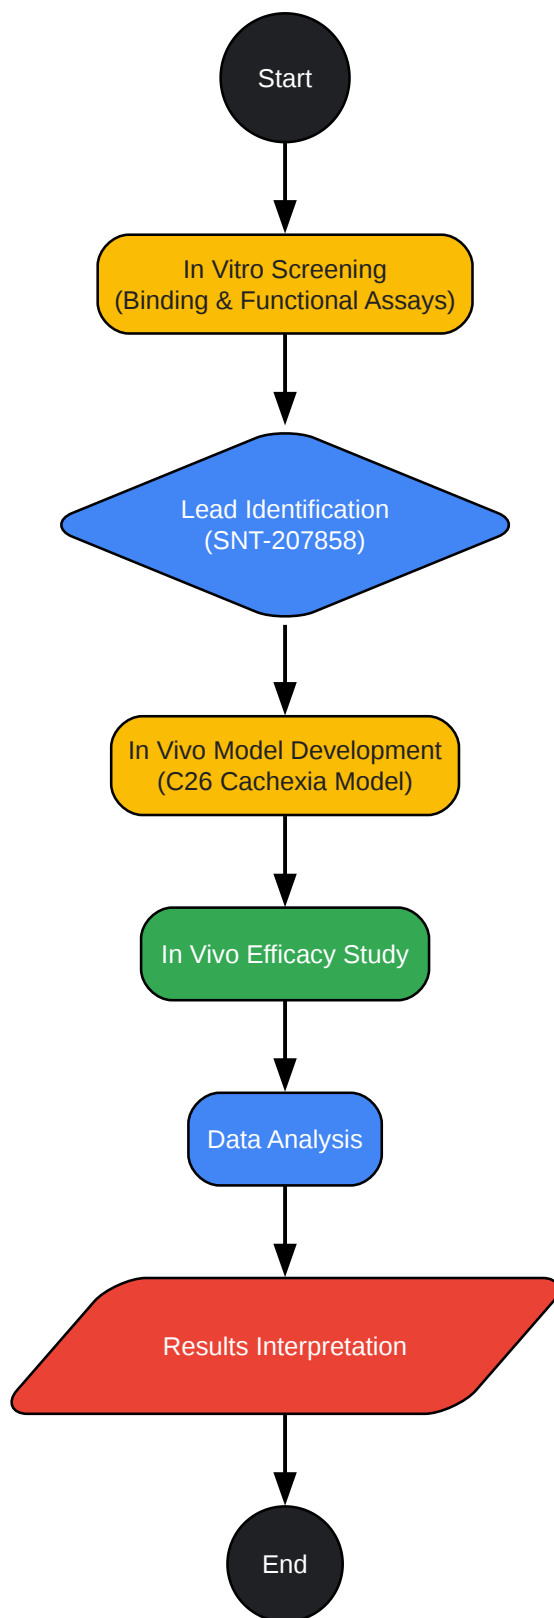 Start
In Vitro Screening
(Binding & Functional Assays)
Lead Identification
(SNT-207858)
In Vivo Model Development
(C26 Cachexia Model)
In Vivo Efficacy Study
Data Analysis
Results Interpretation
End